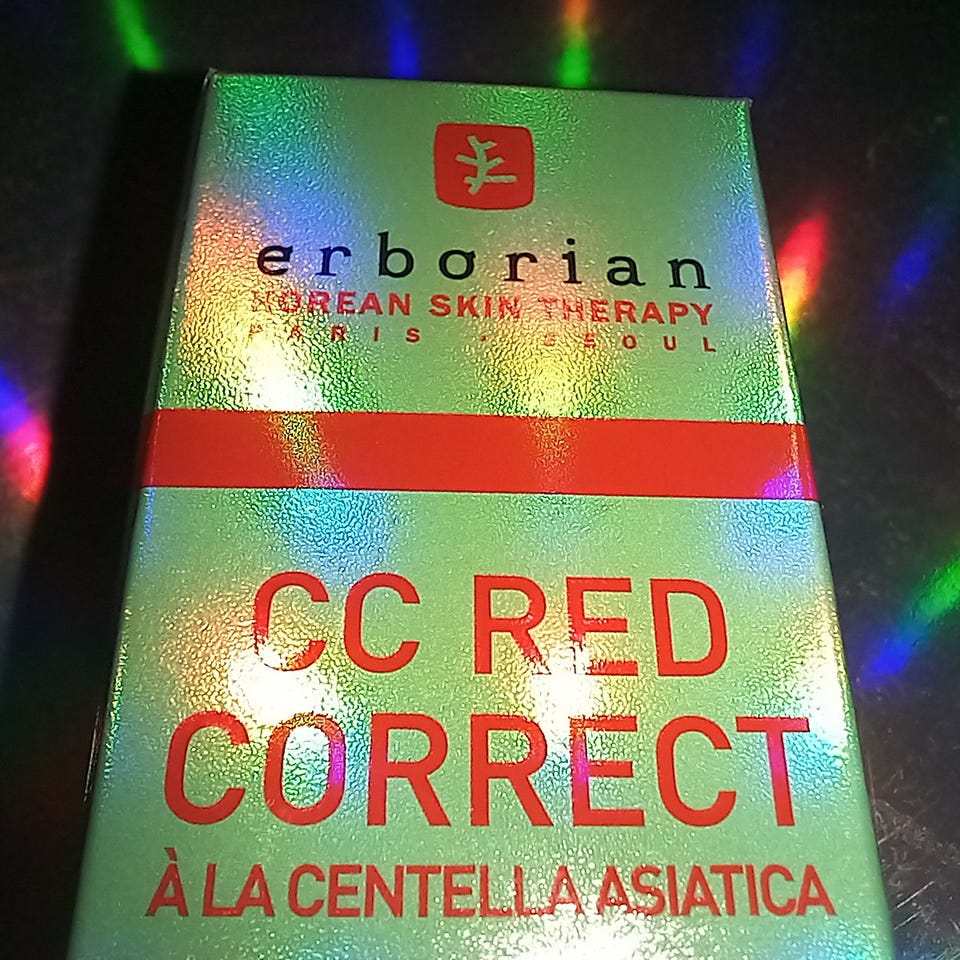 erborian
KOREAN SKIN THERAPY
PARIS · SEOUL
CC RED
CORRECT
À LA CENTELLA ASIATICA